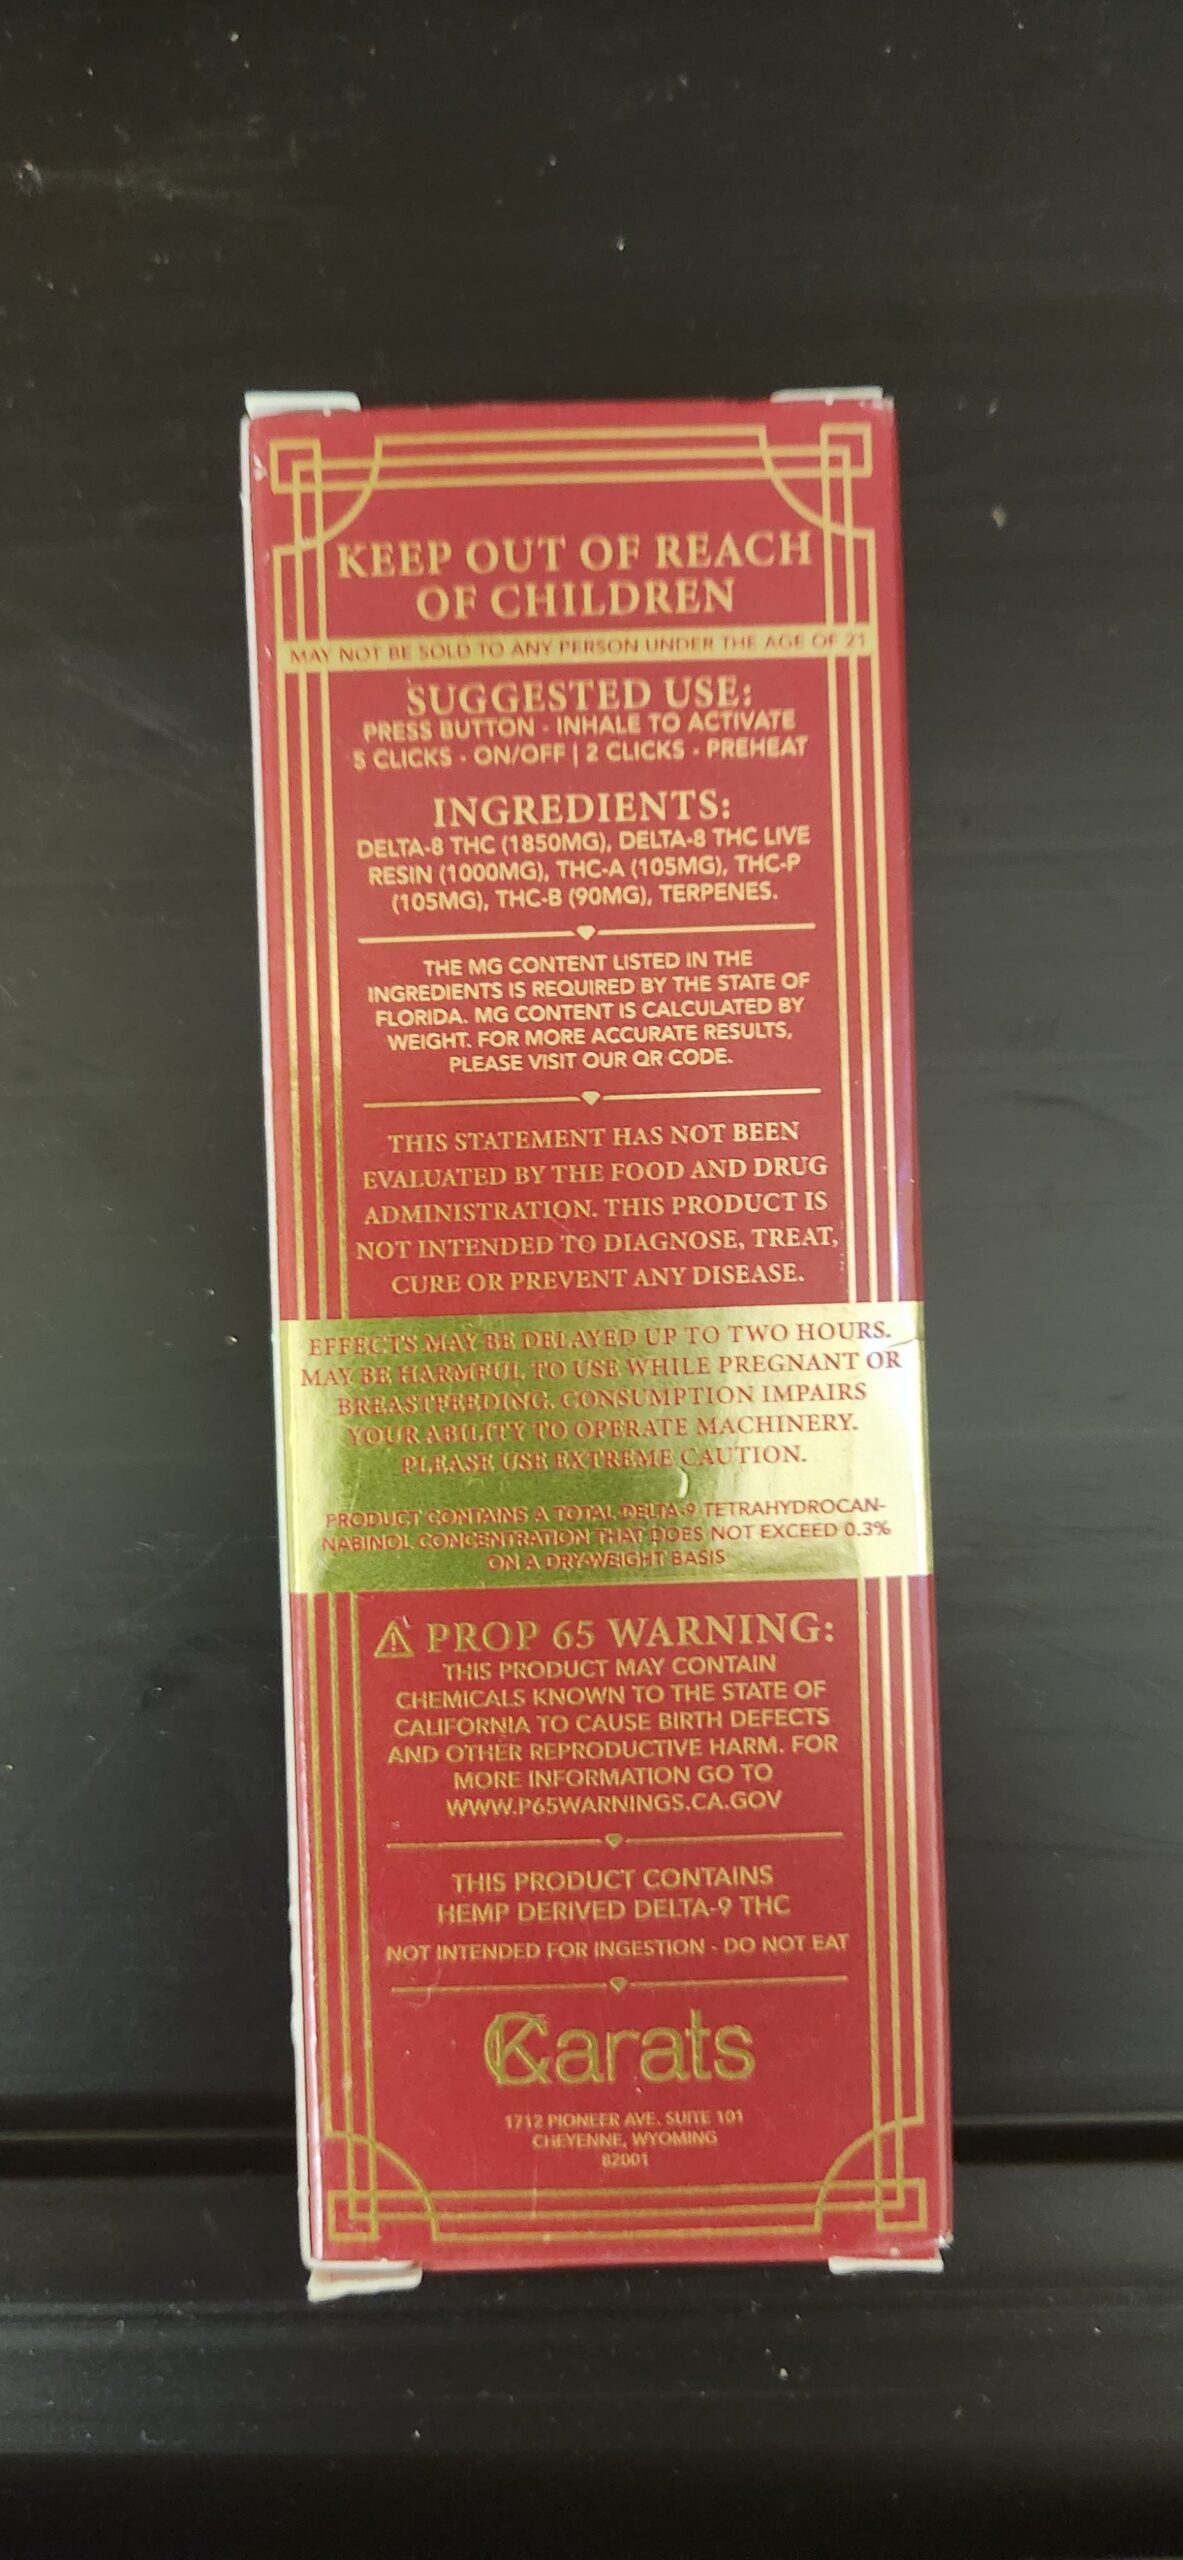 KEEP OUT OF REACH
OF CHILDREN
MAY NOT BE SOLD TO ANY PERSON UNDER THE AGE OF 21
SUGGESTED USE:
PRESS BUTTON - INHALE TO ACTIVATE
5 CLICKS - ON/OFF | 2 CLICKS - PREHEAT
INGREDIENTS:
DELTA-8 THC (1850MG), DELTA-8 THC LIVE
RESIN (1000MG), THC-A (105MG), THC-P
(105MG), THC-B (90MG), TERPENES.
THE MG CONTENT LISTED IN THE
INGREDIENTS IS REQUIRED BY THE STATE OF
FLORIDA. MG CONTENT IS CALCULATED BY
WEIGHT. FOR MORE ACCURATE RESULTS,
PLEASE VISIT OUR QR CODE.
THIS STATEMENT HAS NOT BEEN
EVALUATED BY THE FOOD AND DRUG
ADMINISTRATION. THIS PRODUCT IS
NOT INTENDED TO DIAGNOSE, TREAT,
CURE OR PREVENT ANY DISEASE.
EFFECTS MAY BE DELAYED UP TO TWO HOURS.
MAY BE HARMFUL TO USE WHILE PREGNANT OR
BREASTFEEDING. CONSUMPTION IMPAIRS
YOUR ABILITY TO OPERATE MACHINERY.
PLEASE USE EXTREME CAUTION.
PRODUCT CONTAINS A TOTAL DELTA-9 TETRAHYDROCAN-
NABINOL CONCENTRATION THAT DOES NOT EXCEED 0.3%
ON A DRY-WEIGHT BASIS
PROP 65 WARNING:
THIS PRODUCT MAY CONTAIN
CHEMICALS KNOWN TO THE STATE OF
CALIFORNIA TO CAUSE BIRTH DEFECTS
AND OTHER REPRODUCTIVE HARM. FOR
MORE INFORMATION GO TO
WWW.P65WARNINGS.CA.GOV
THIS PRODUCT CONTAINS
HEMP DERIVED DELTA-9 THC
NOT INTENDED FOR INGESTION - DO NOT EAT
Karats
1712 PIONEER AVE. SUITE 101
CHEYENNE, WYOMING
82001